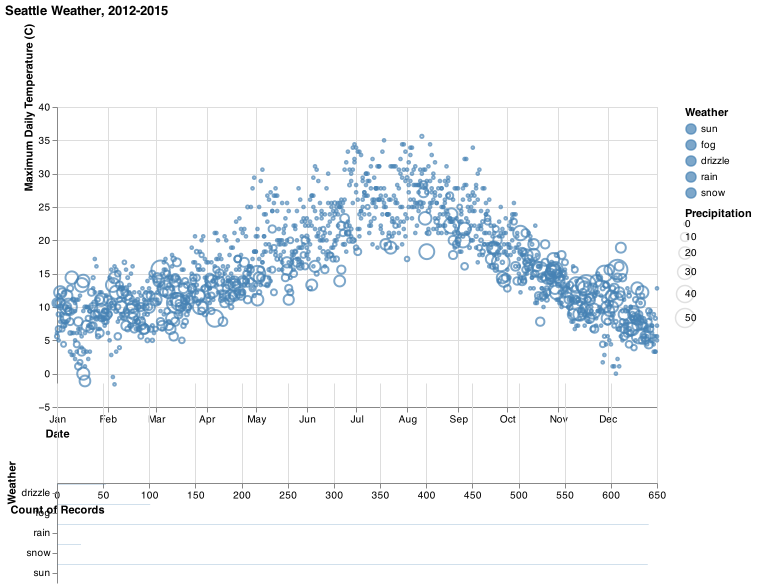 Seattle Weather, 2012-2015
Maximum Daily Temperature (C)
40
35
30
25
20
15
10
5
0
−5
Jan Feb Mar Apr May Jun Jul Aug Sep Oct Nov Dec
Date
Weather
sun
fog
drizzle
rain
snow
Precipitation
0
10
20
30
40
50
Weather
drizzle
fog
rain
snow
sun
0 50 100 150 200 250 300 350 400 450 500 550 600 650
Count of Records